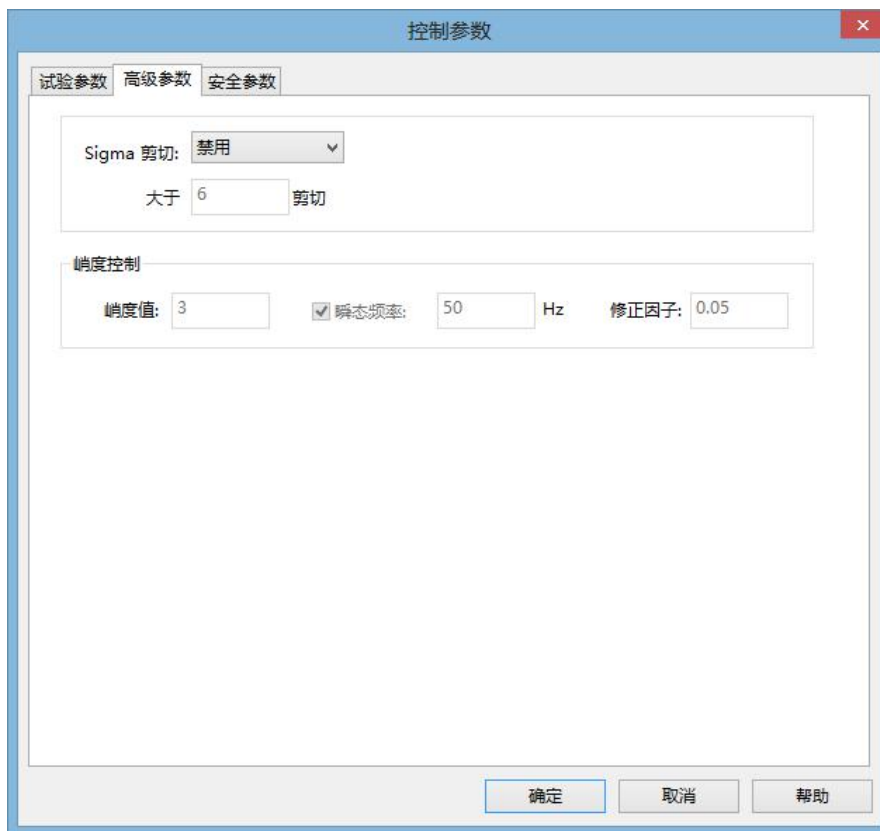 控制参数
试验参数 高级参数 安全参数
Sigma 剪切: 禁用
大于 6 剪切
峭度控制
峭度值: 3 瞬态频率: 50 Hz 修正因子: 0.05
确定 取消 帮助